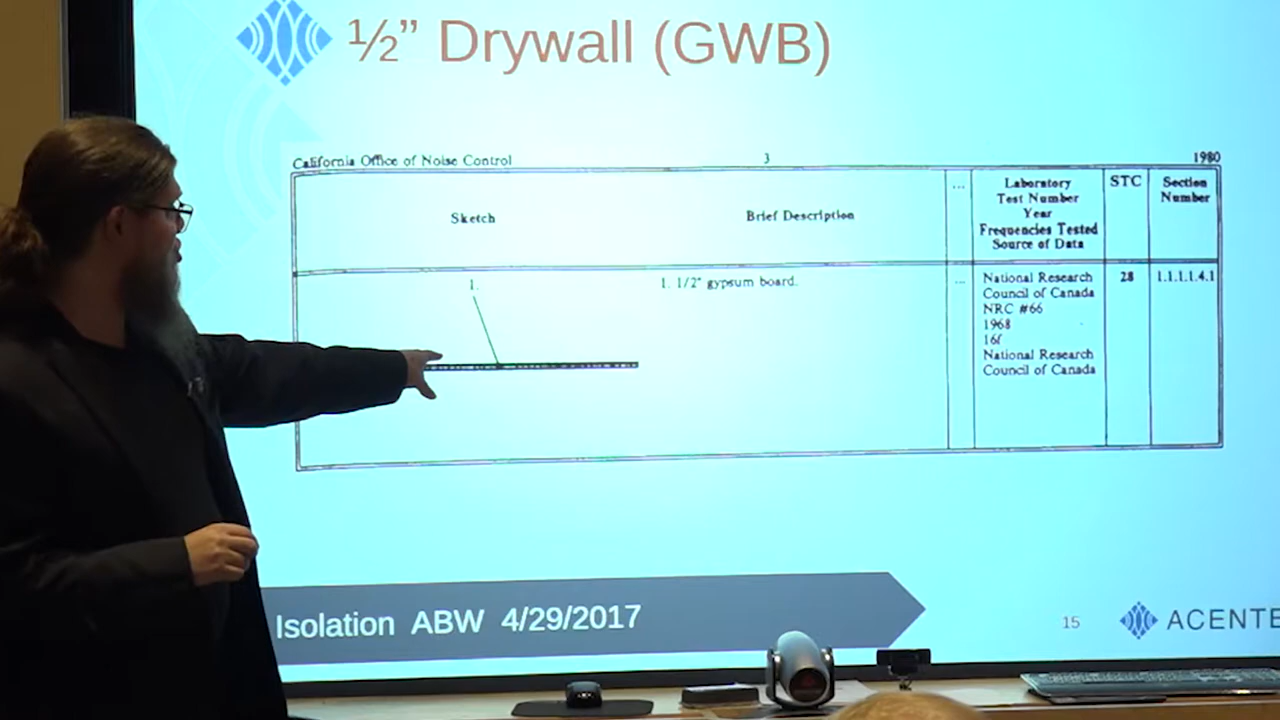 ½” Drywall (GWB)
California Office of Noise Control 3 1980
Sketch
Brief Description
...
Laboratory
Test Number
Year
Frequencies Tested
Source of Data
STC
Section
Number
1.
1. 1/2" gypsum board.
...
National Research
Council of Canada
NRC #66
1968
16f
National Research
Council of Canada
28
1.1.1.1.4.1
Isolation ABW 4/29/2017
15
ACENTE